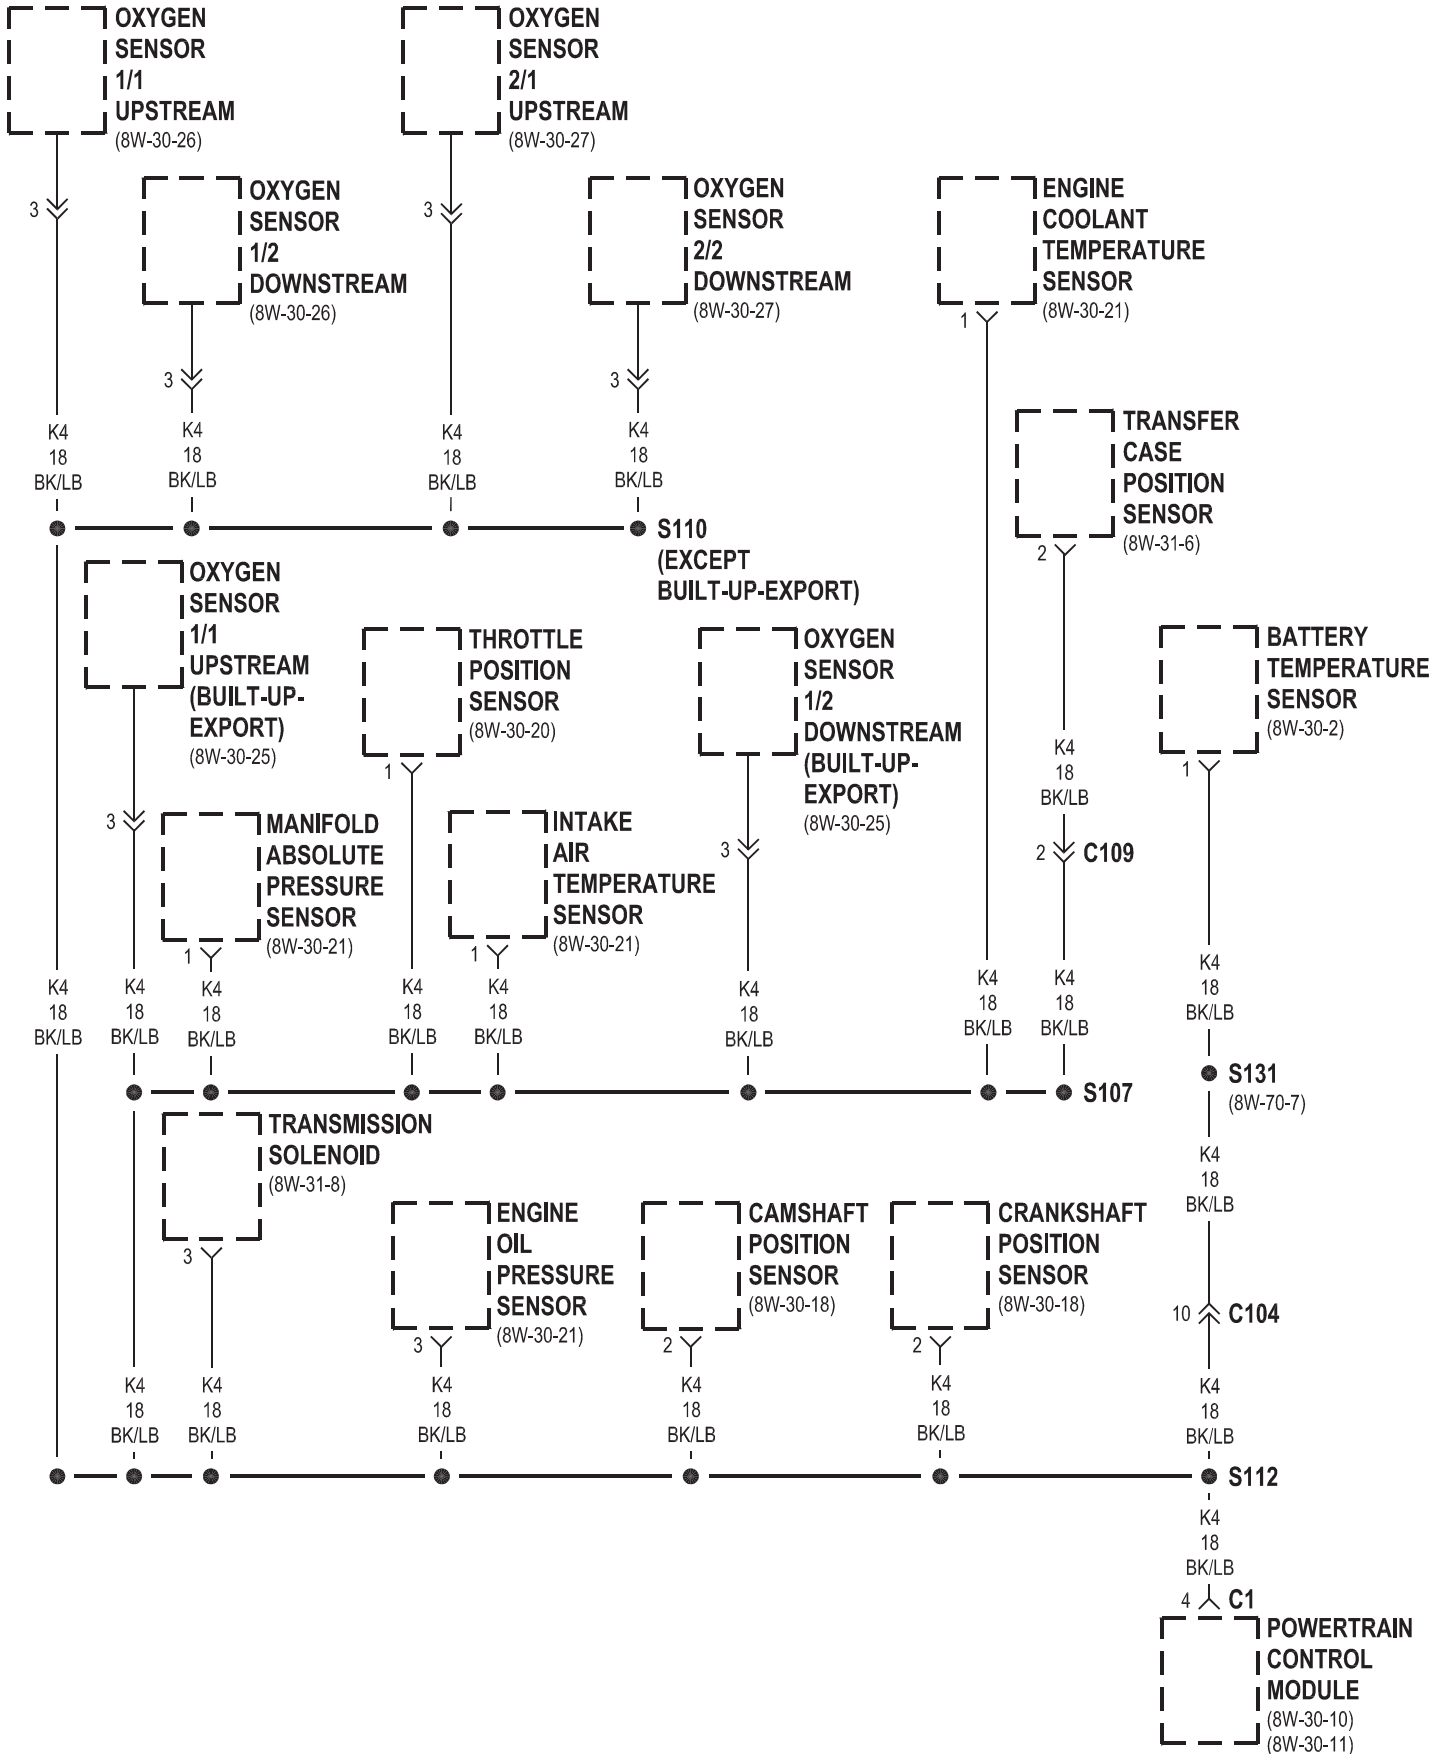 OXYGEN
SENSOR
1/1
UPSTREAM
(8W-30-26)
OXYGEN
SENSOR
2/1
UPSTREAM
(8W-30-27)
3
3
OXYGEN
SENSOR
1/2
DOWNSTREAM
(8W-30-26)
3
OXYGEN
SENSOR
2/2
DOWNSTREAM
(8W-30-27)
3
ENGINE
COOLANT
TEMPERATURE
SENSOR
(8W-30-21)
1
K4
18
BK/LB
K4
18
BK/LB
K4
18
BK/LB
K4
18
BK/LB
S110
(EXCEPT
BUILT-UP-EXPORT)
TRANSFER
CASE
POSITION
SENSOR
(8W-31-6)
2
OXYGEN
SENSOR
1/1
UPSTREAM
(BUILT-UP-
EXPORT)
(8W-30-25)
3
THROTTLE
POSITION
SENSOR
(8W-30-20)
1
OXYGEN
SENSOR
1/2
DOWNSTREAM
(BUILT-UP-
EXPORT)
(8W-30-25)
3
K4
18
BK/LB
2
C109
BATTERY
TEMPERATURE
SENSOR
(8W-30-2)
1
MANIFOLD
ABSOLUTE
PRESSURE
SENSOR
(8W-30-21)
1
INTAKE
AIR
TEMPERATURE
SENSOR
(8W-30-21)
1
K4
18
BK/LB
K4
18
BK/LB
K4
18
BK/LB
K4
18
BK/LB
K4
18
BK/LB
K4
18
BK/LB
K4
18
BK/LB
K4
18
BK/LB
K4
18
BK/LB
S107
S131
(8W-70-7)
TRANSMISSION
SOLENOID
(8W-31-8)
3
K4
18
BK/LB
ENGINE
OIL
PRESSURE
SENSOR
(8W-30-21)
3
CAMSHAFT
POSITION
SENSOR
(8W-30-18)
2
CRANKSHAFT
POSITION
SENSOR
(8W-30-18)
2
10
C104
K4
18
BK/LB
K4
18
BK/LB
K4
18
BK/LB
K4
18
BK/LB
K4
18
BK/LB
K4
18
BK/LB
S112
K4
18
BK/LB
4
C1
POWERTRAIN
CONTROL
MODULE
(8W-30-10)
(8W-30-11)